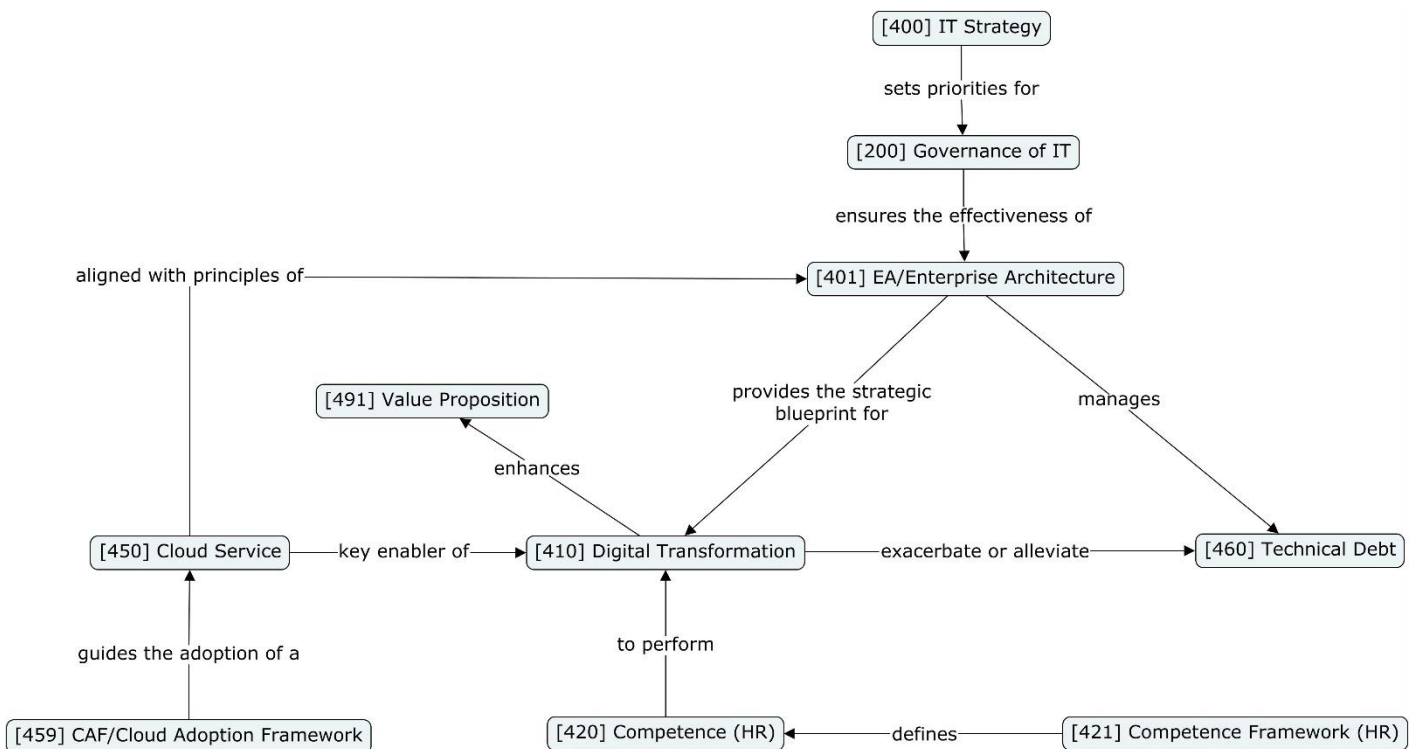 [400] IT Strategy
sets priorities for
[200] Governance of IT
ensures the effectiveness of
aligned with principles of
[401] EA/Enterprise Architecture
[491] Value Proposition
provides the strategic
blueprint for
manages
enhances
[450] Cloud Service
key enabler of
[410] Digital Transformation
exacerbate or alleviate
[460] Technical Debt
guides the adoption of a
to perform
[459] CAF/Cloud Adoption Framework
[420] Competence (HR)
defines
[421] Competence Framework (HR)